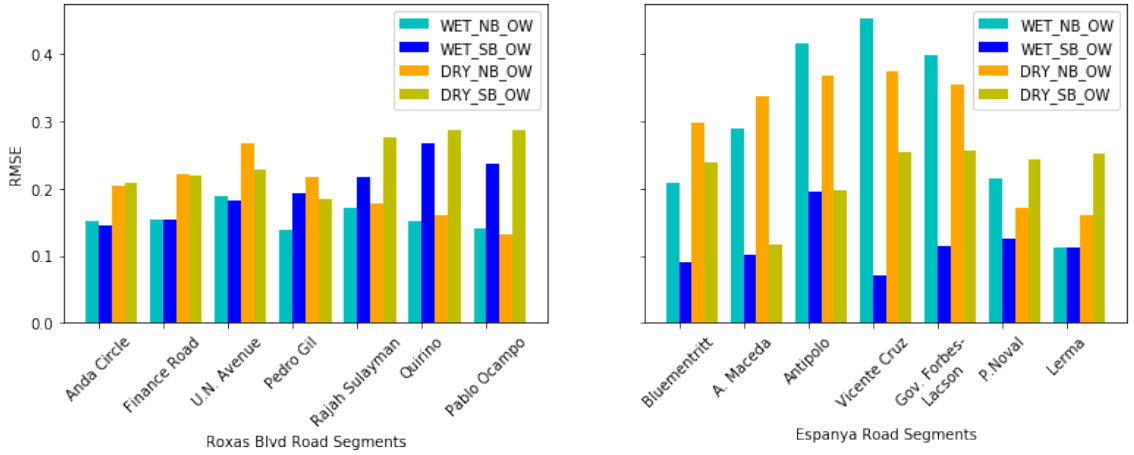 RMSE
0.4
0.3
0.2
0.1
0.0
WET_NB_OW
WET_SB_OW
DRY_NB_OW
DRY_SB_OW
Anda Circle
Finance Road
U.N. Avenue
Pedro Gil
Rajah Sulayman
Quirino
Pablo Ocampo
Roxas Blvd Road Segments
WET_NB_OW
WET_SB_OW
DRY_NB_OW
DRY_SB_OW
Bluementritt
A. Maceda
Antipolo
Vicente Cruz
Gov. Forbes-
Lacson
P.Noval
Lerma
Espanya Road Segments